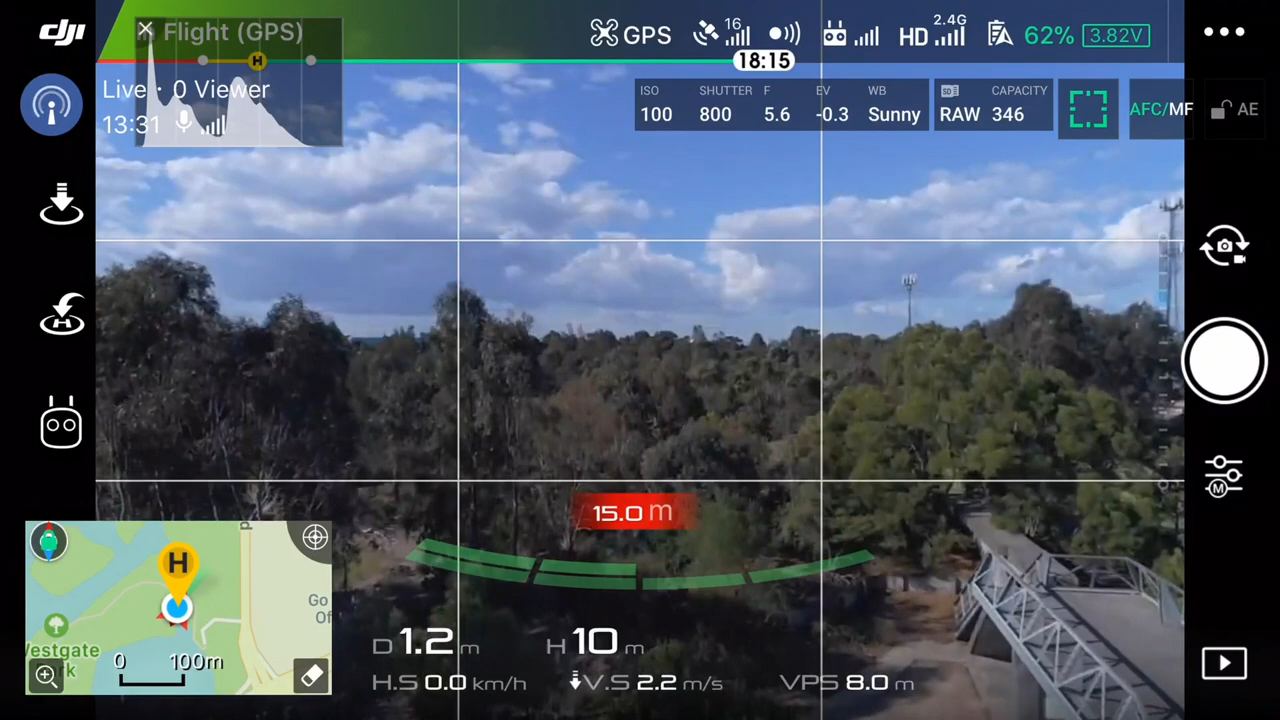 dji
Flight (GPS)
GPS
16
HD
2.4G
62%
3.82V
18:15
H
Live · 0 Viewer
13:31
ISO
100
SHUTTER
800
F
5.6
EV
-0.3
WB
Sunny
SD
RAW
CAPACITY
346
AFC/MF
AE
H
M
15.0 m
H
Go
Of
Westgate
rk
0
100m
D 1.2 m
H 10 m
H.S 0.0 km/h
V.S 2.2 m/s
VPS 8.0 m